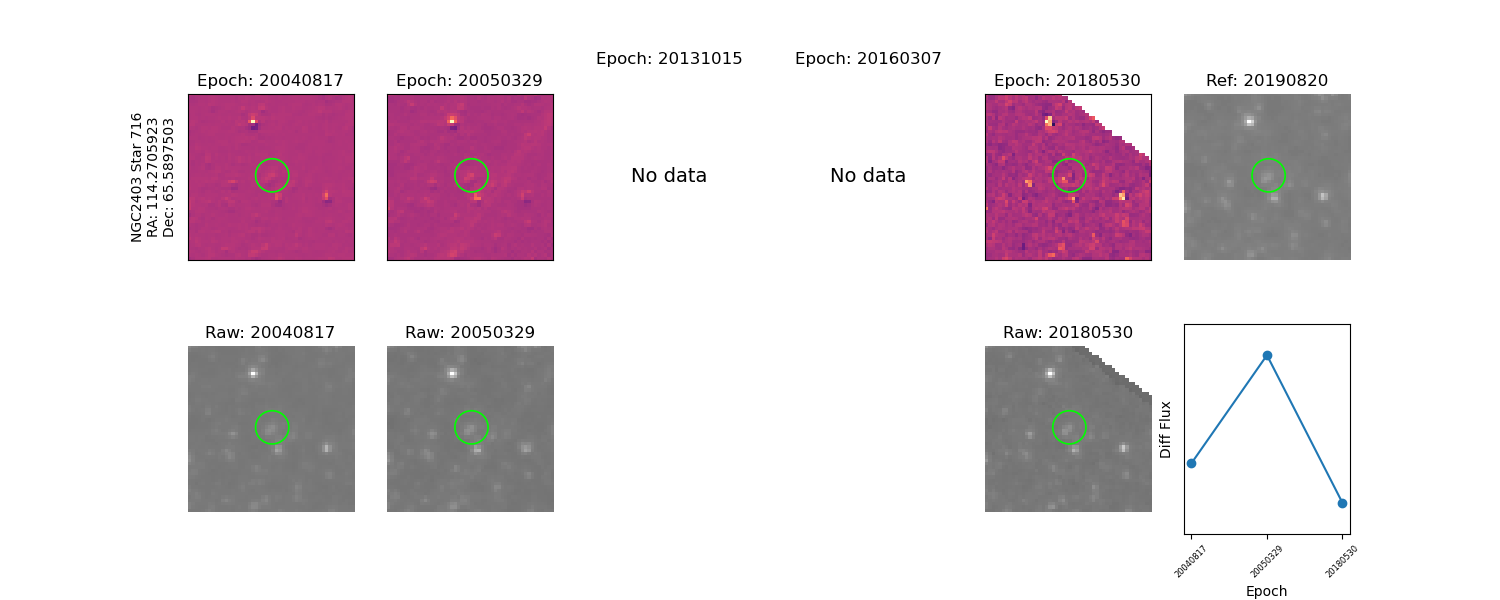 Epoch: 20040817
Epoch: 20050329
Epoch: 20131015
Epoch: 20160307
Epoch: 20180530
Ref: 20190820
NGC2403 Star 716
RA: 114.2705923
Dec: 65.5897503
No data
No data
Raw: 20040817
Raw: 20050329
Raw: 20180530
Diff Flux
20040817
20050329
20180530
Epoch